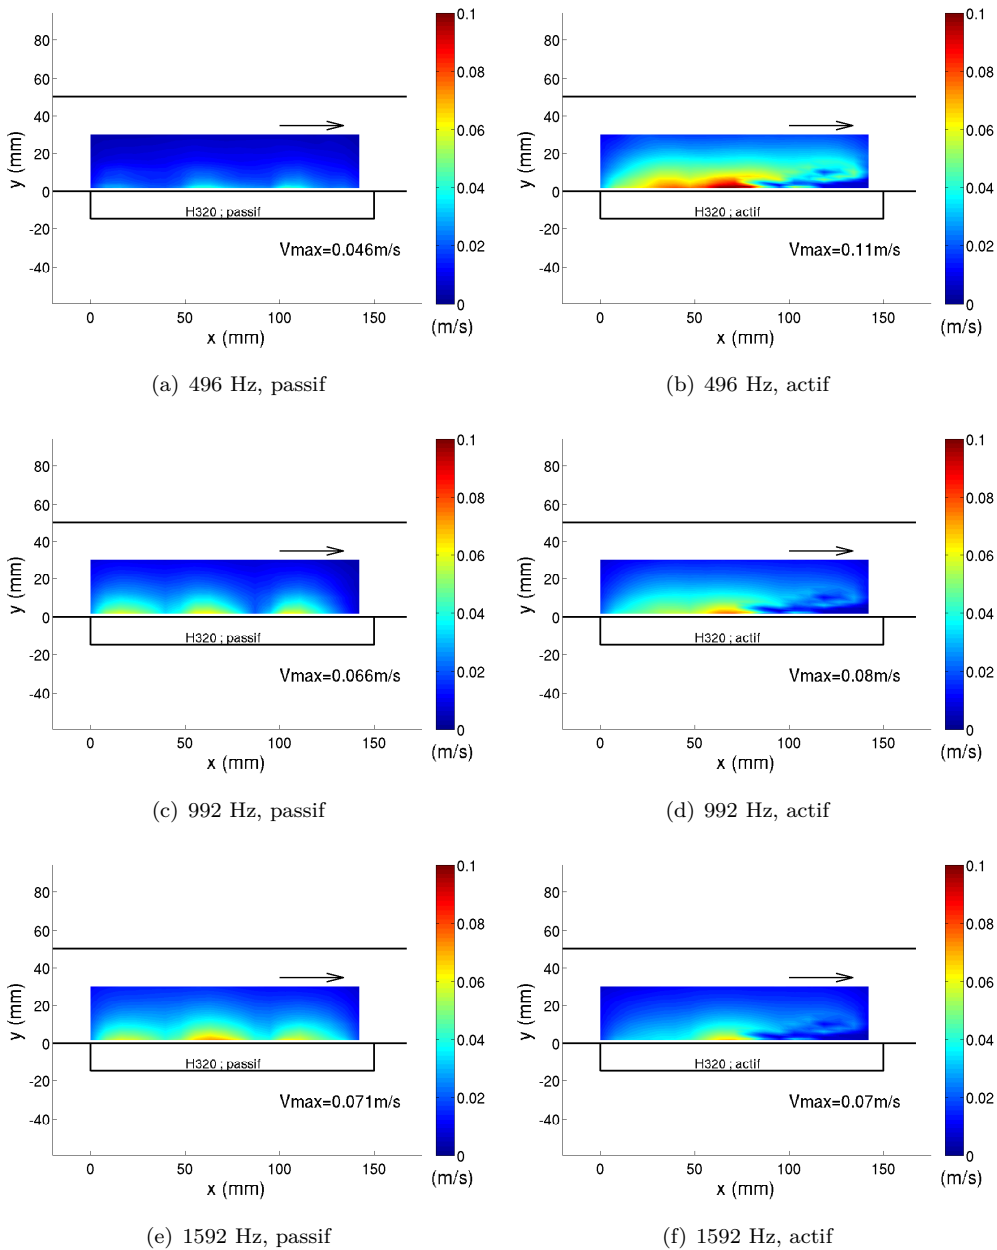 80
60
40
20
0
-20
-40
y (mm)
H320 ; passif
Vmax=0.046m/s
0 50 100 150
x (mm)
0.1
0.08
0.06
0.04
0.02
0
(m/s)
80
60
40
20
0
-20
-40
y (mm)
H320 ; actif
Vmax=0.11m/s
0 50 100 150
x (mm)
0.1
0.08
0.06
0.04
0.02
0
(m/s)
(a) 496 Hz, passif
(b) 496 Hz, actif
80
60
40
20
0
-20
-40
y (mm)
H320 ; passif
Vmax=0.066m/s
0 50 100 150
x (mm)
0.1
0.08
0.06
0.04
0.02
0
(m/s)
80
60
40
20
0
-20
-40
y (mm)
H320 ; actif
Vmax=0.08m/s
0 50 100 150
x (mm)
0.1
0.08
0.06
0.04
0.02
0
(m/s)
(c) 992 Hz, passif
(d) 992 Hz, actif
80
60
40
20
0
-20
-40
y (mm)
H320 ; passif
Vmax=0.071m/s
0 50 100 150
x (mm)
0.1
0.08
0.06
0.04
0.02
0
(m/s)
80
60
40
20
0
-20
-40
y (mm)
H320 ; actif
Vmax=0.07m/s
0 50 100 150
x (mm)
0.1
0.08
0.06
0.04
0.02
0
(m/s)
(e) 1592 Hz, passif
(f) 1592 Hz, actif